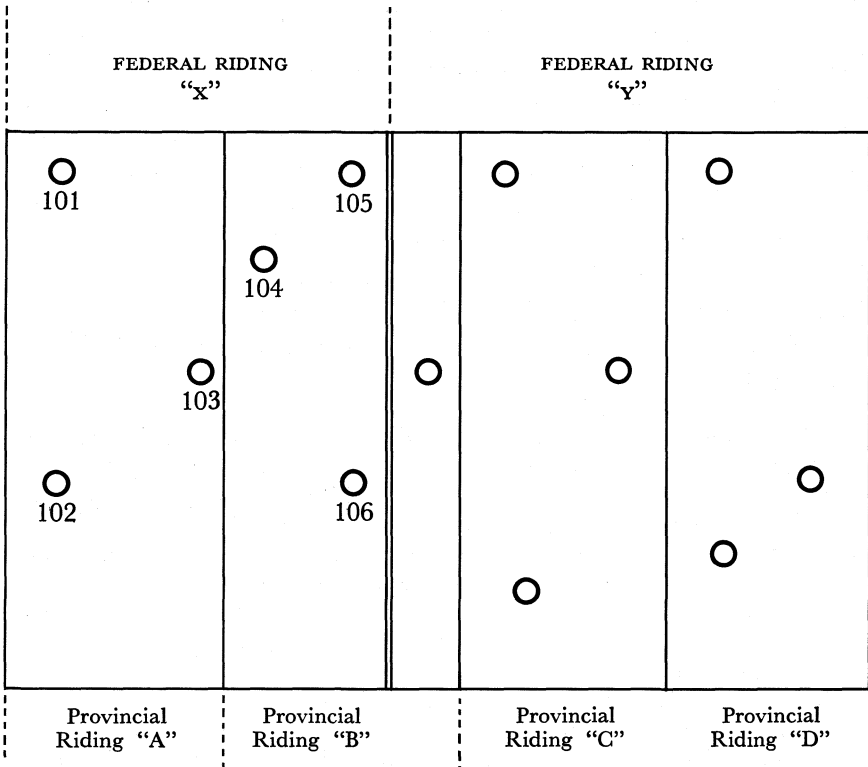 FEDERAL RIDING
“X”
FEDERAL RIDING
“Y”
101
105
104
103
102
106
Provincial
Riding “A”
Provincial
Riding “B”
Provincial
Riding “C”
Provincial
Riding “D”